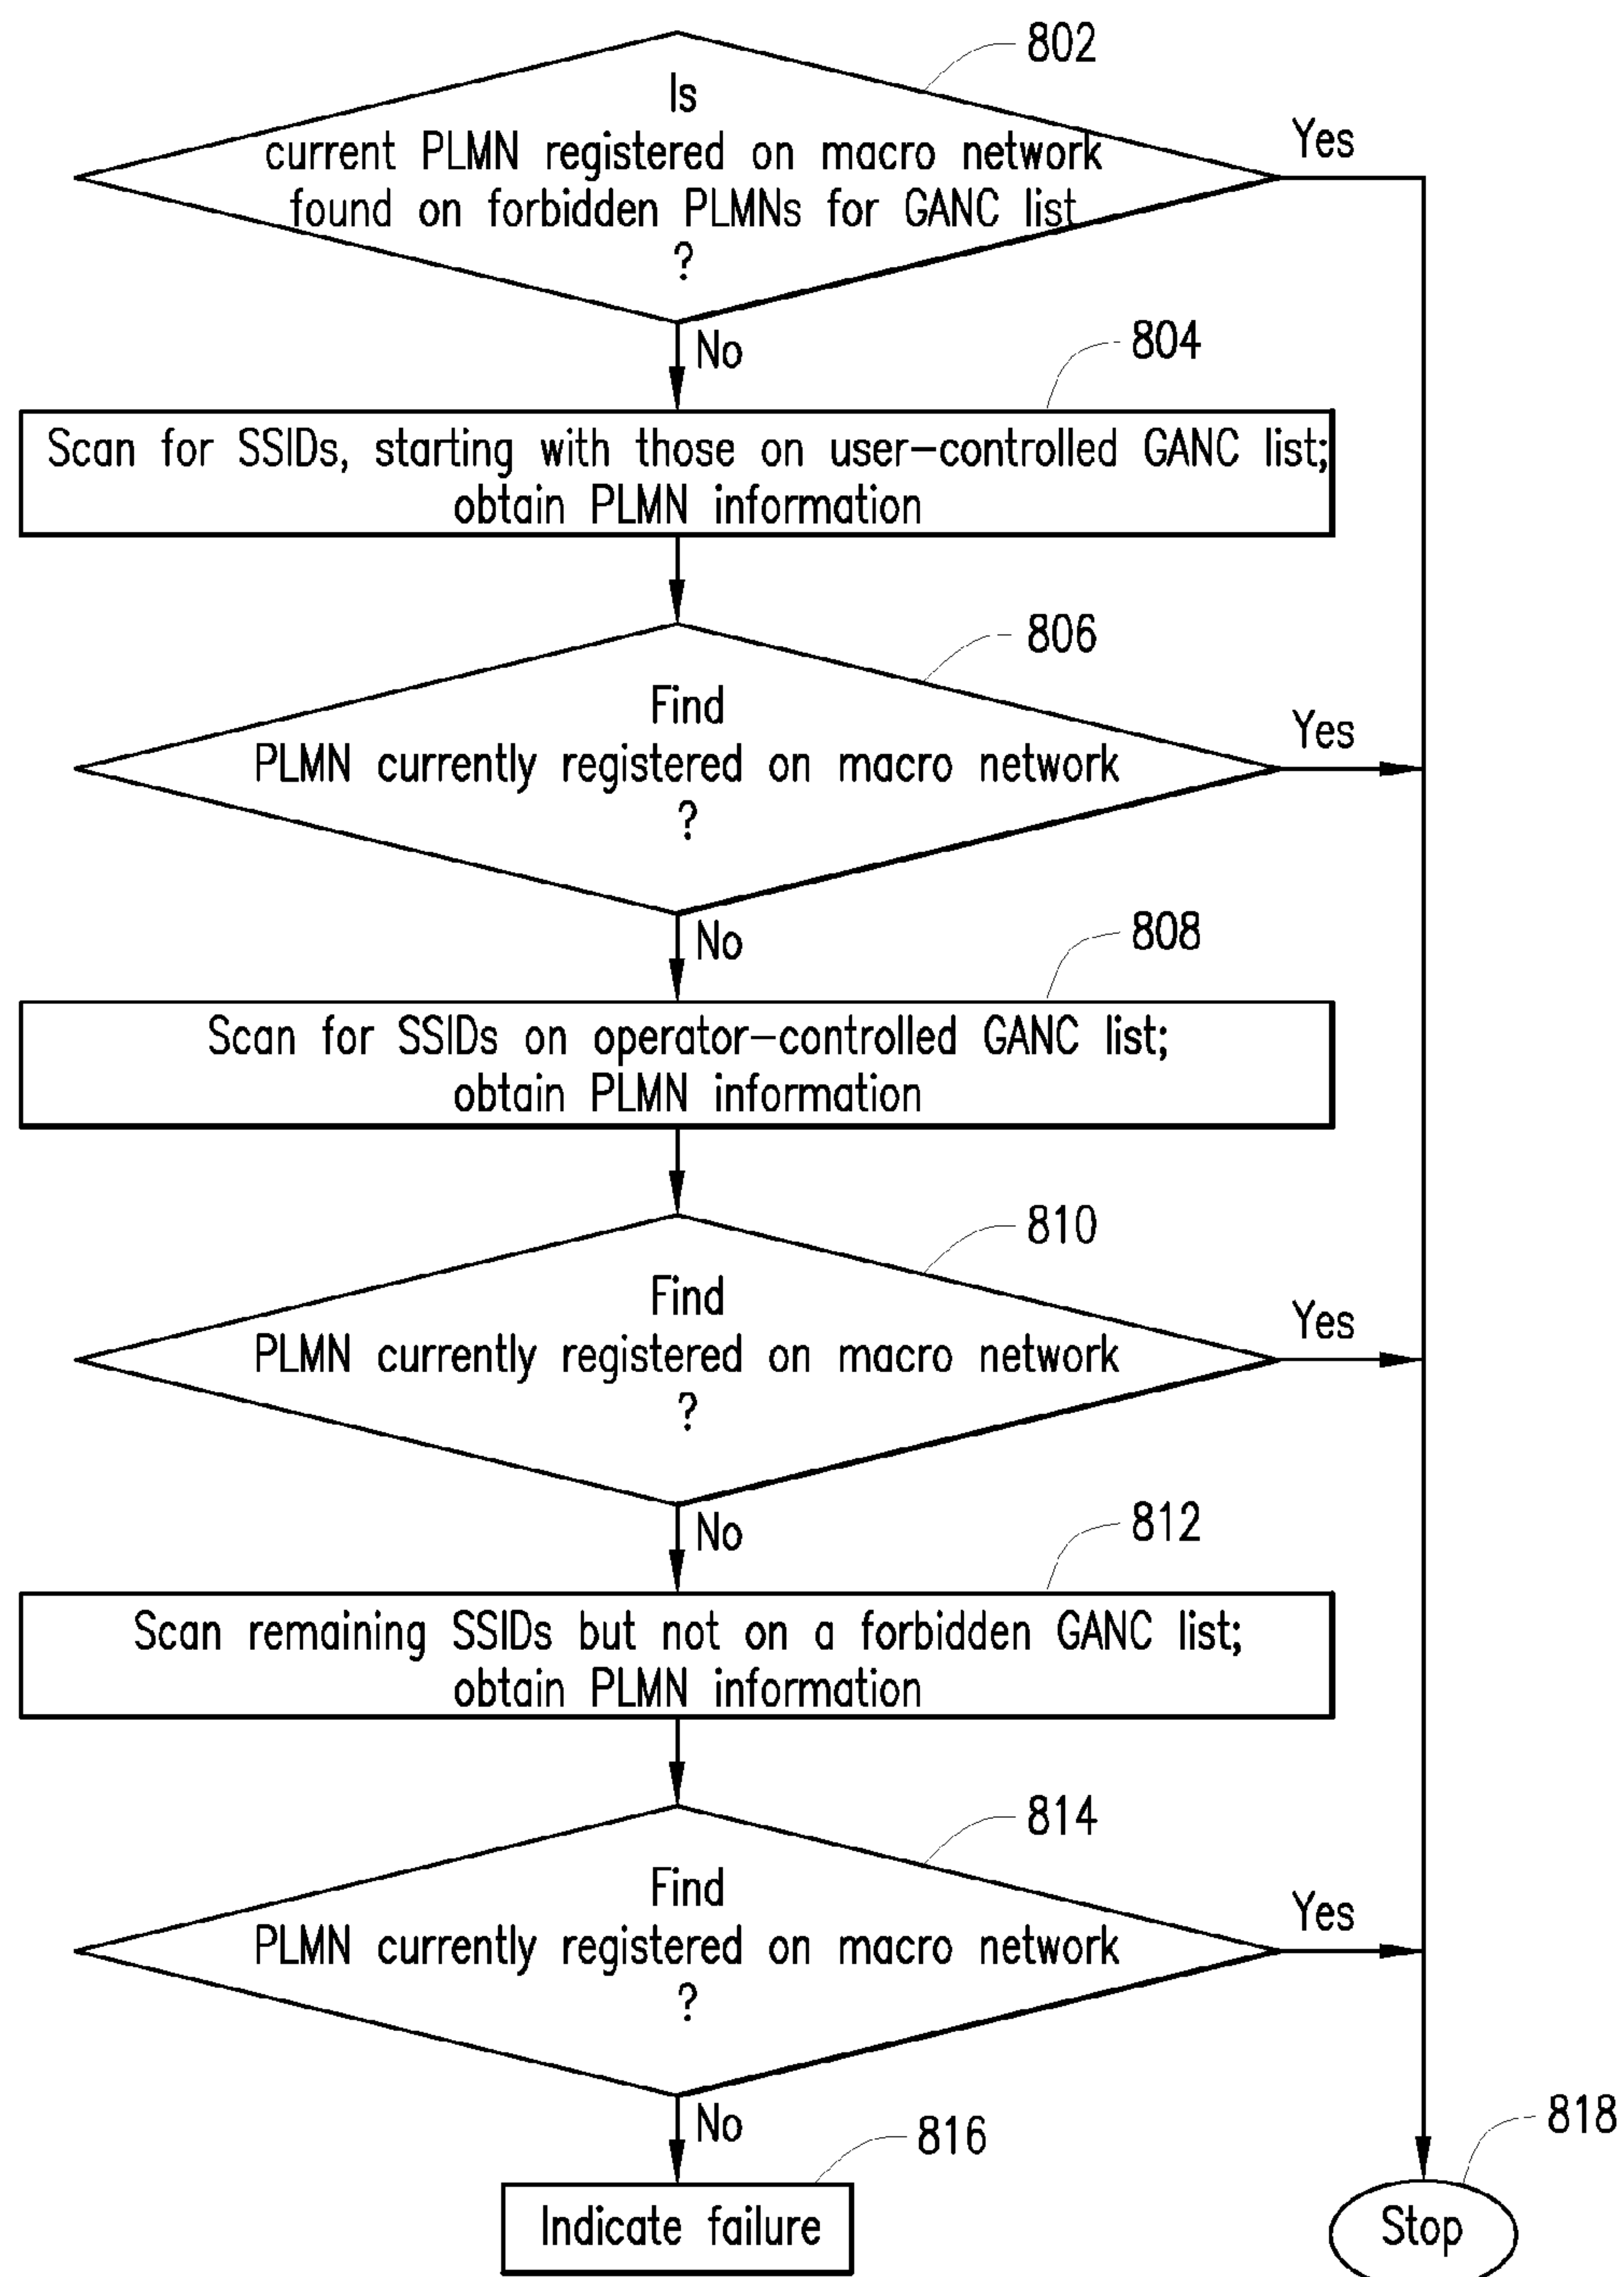 802
Is
current PLMN registered on macro network
found on forbidden PLMNs for GANC list
?
Yes
No
804
Scan for SSIDs, starting with those on user-controlled GANC list;
obtain PLMN information
806
Find
PLMN currently registered on macro network
?
Yes
No
808
Scan for SSIDs on operator-controlled GANC list;
obtain PLMN information
810
Find
PLMN currently registered on macro network
?
Yes
No
812
Scan remaining SSIDs but not on a forbidden GANC list;
obtain PLMN information
814
Find
PLMN currently registered on macro network
?
Yes
No
816
Indicate failure
818
Stop